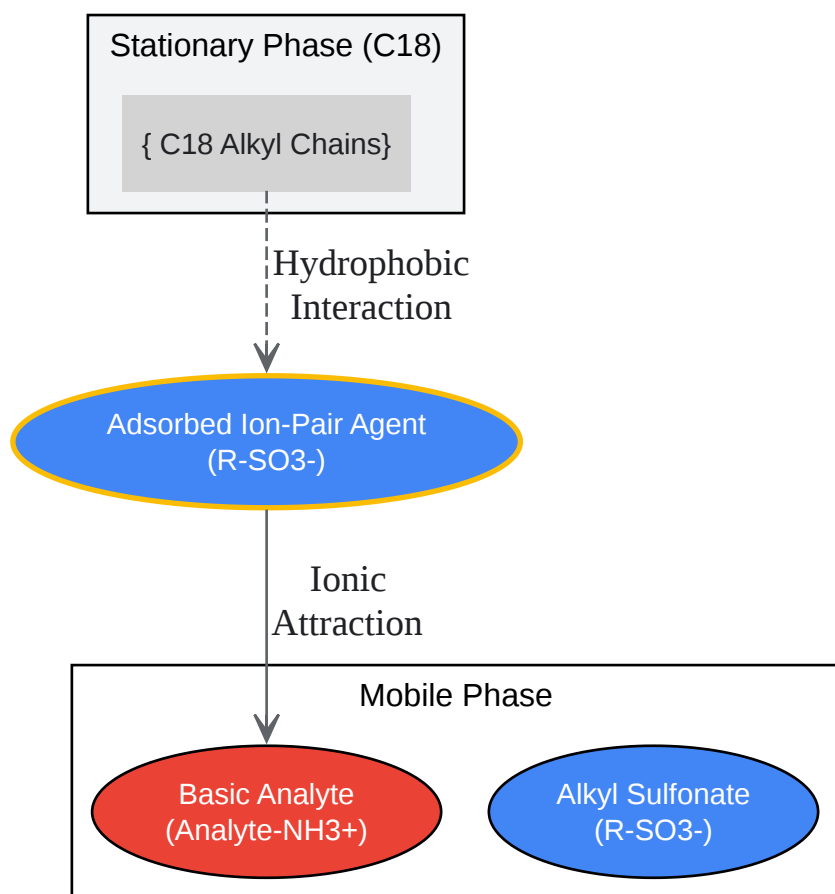 Stationary Phase (C18)
{ C18 Alkyl Chains}
Hydrophobic
Interaction
Adsorbed Ion-Pair Agent
(R-SO3-)
Ionic
Attraction
Mobile Phase
Basic Analyte
(Analyte-NH3+)
Alkyl Sulfonate
(R-SO3-)